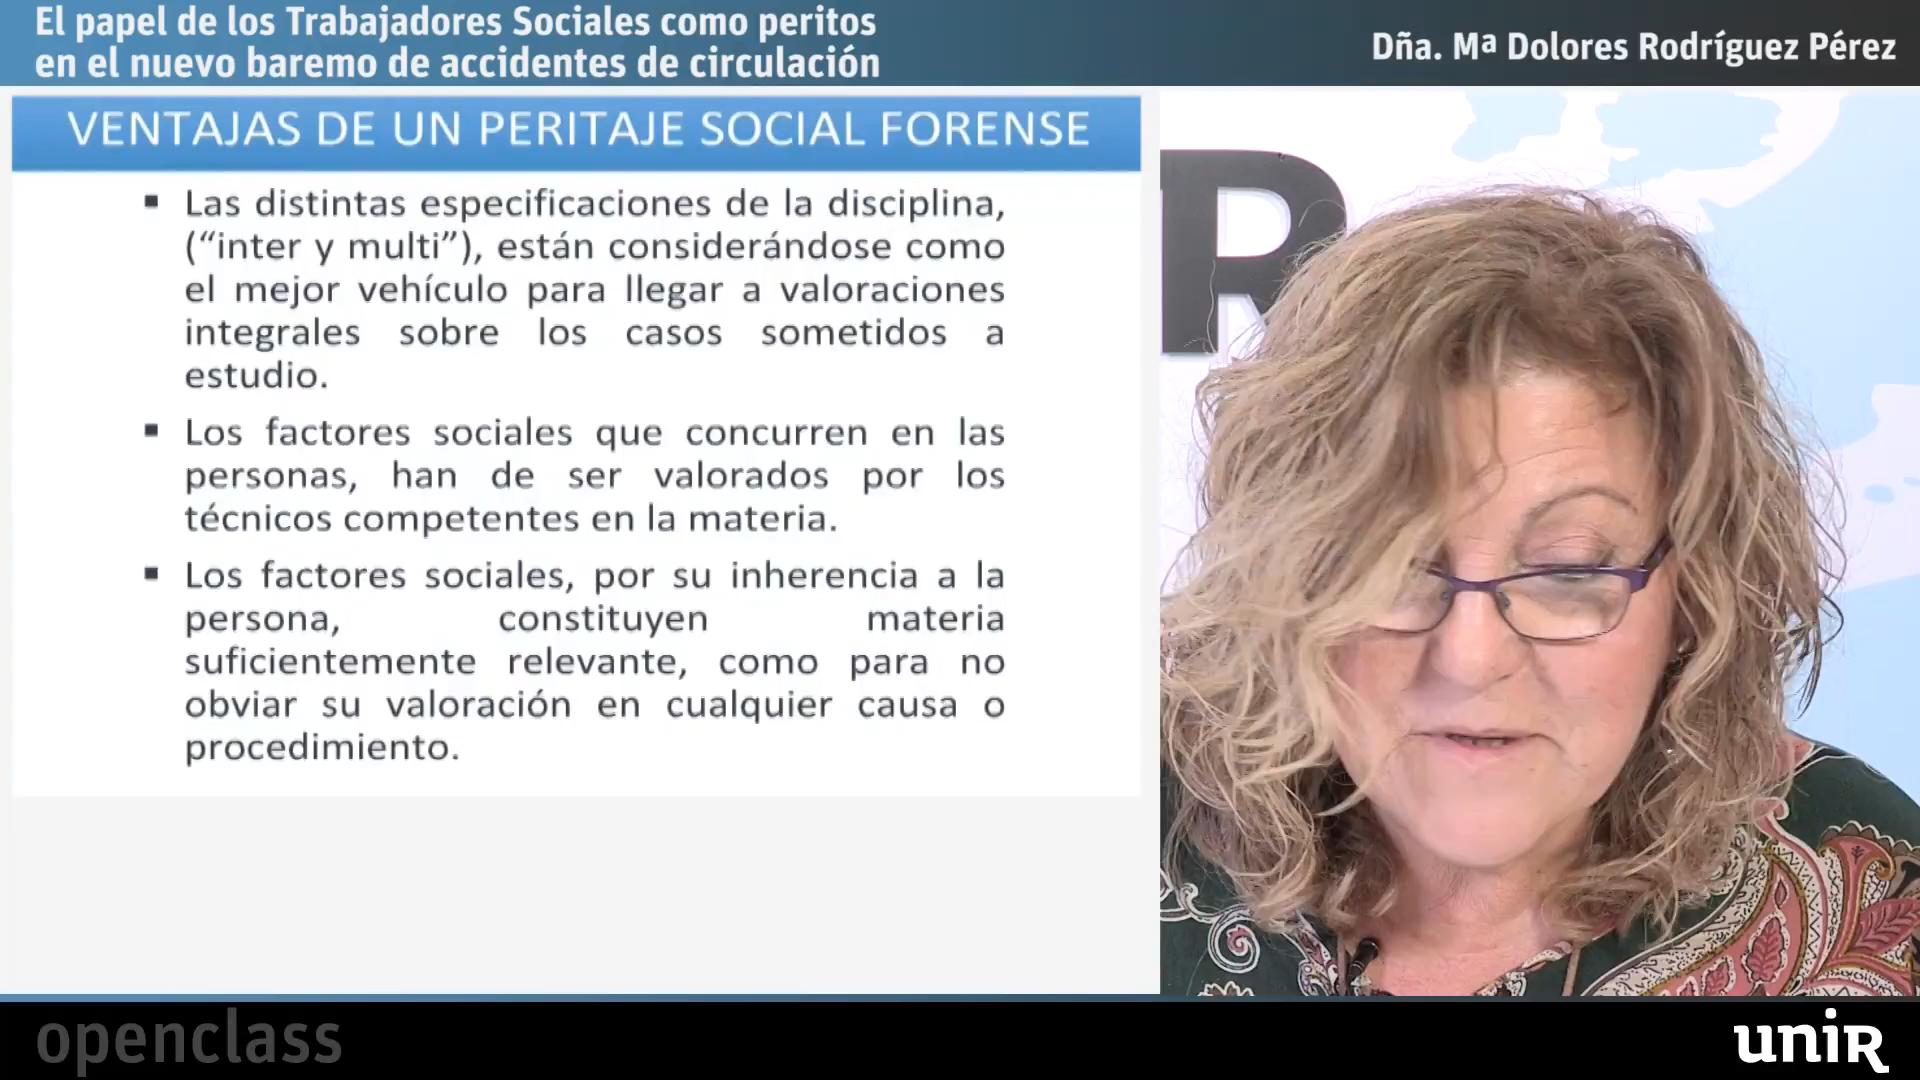 El papel de los Trabajadores Sociales como peritos
en el nuevo baremo de accidentes de circulación
Dña. Mª Dolores Rodríguez Pérez
VENTAJAS DE UN PERITAJE SOCIAL FORENSE
▪ Las distintas especificaciones de la disciplina,
(“inter y multi”), están considerándose como
el mejor vehículo para llegar a valoraciones
integrales sobre los casos sometidos a
estudio.
▪ Los factores sociales que concurren en las
personas, han de ser valorados por los
técnicos competentes en la materia.
▪ Los factores sociales, por su inherencia a la
persona, constituyen materia
suficientemente relevante, como para no
obviar su valoración en cualquier causa o
procedimiento.
R
openclass
unir